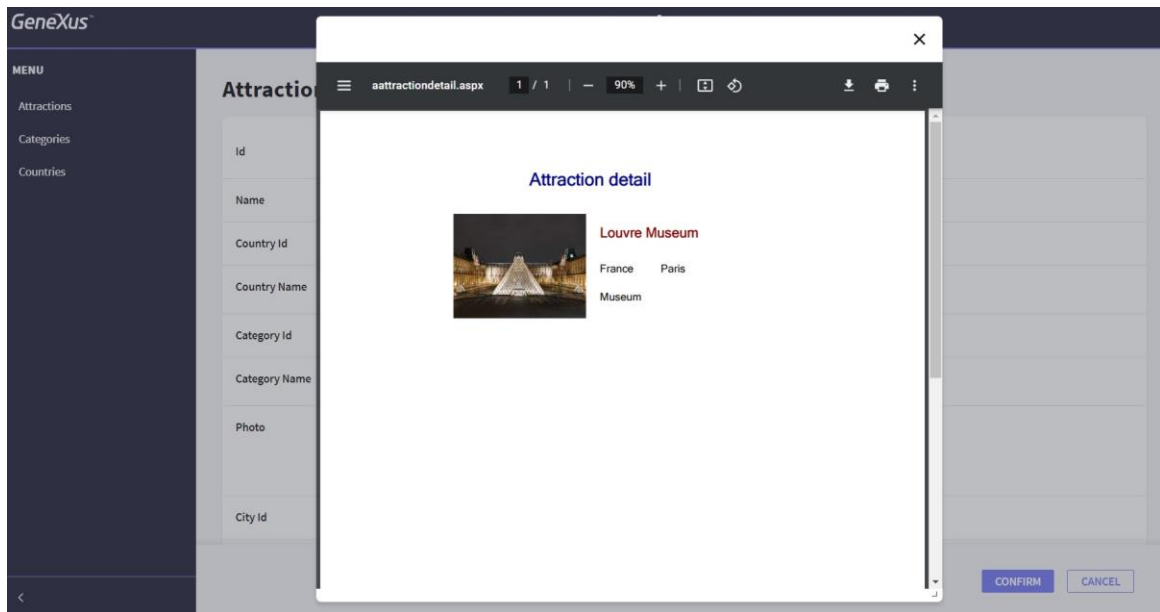 GeneXus
MENU
Attractions
Categories
Countries
Attractio
Id
Name
Country Id
Country Name
Category Id
Category Name
Photo
City Id
aattractiondetail.aspx 1 / 1 90%
Attraction detail
Louvre Museum
France Paris
Museum
CONFIRM CANCEL